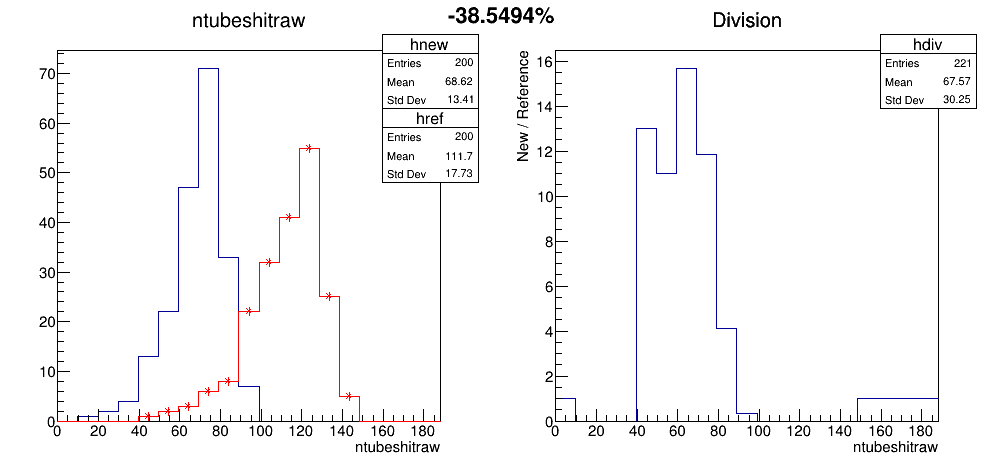 -38.5494%
ntubeshitraw
hnew
Entries 200
Mean 68.62
Std Dev 13.41
href
Entries 200
Mean 111.7
Std Dev 17.73
70
60
50
40
30
20
10
0
0 20 40 60 80 100 120 140 160 180
ntubeshitraw
Division
hdiv
Entries 221
Mean 67.57
Std Dev 30.25
New / Reference
16
14
12
10
8
6
4
2
0
0 20 40 60 80 100 120 140 160 180
ntubeshitraw